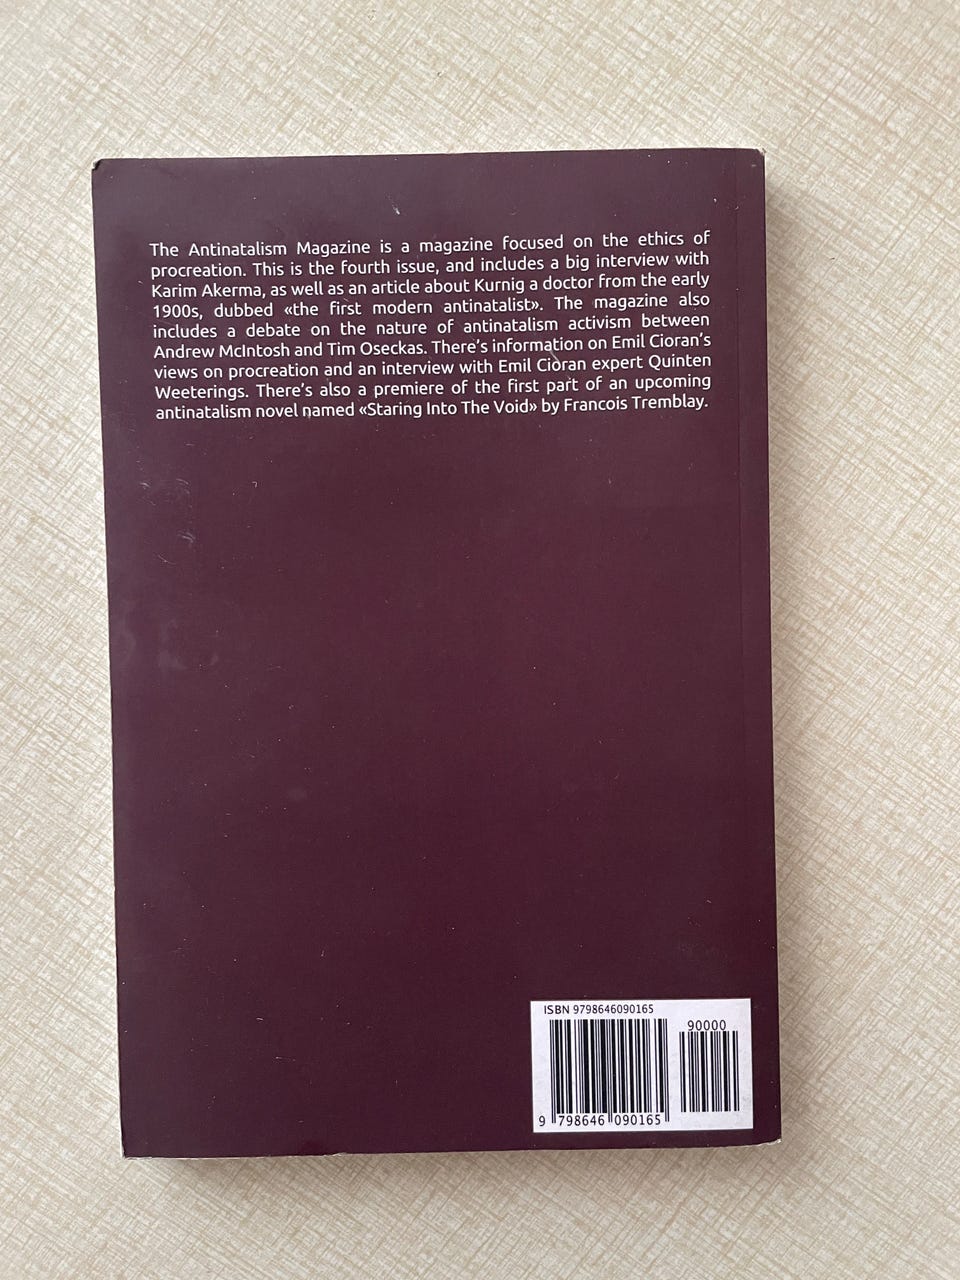 The Antinatalism Magazine is a magazine focused on the ethics of
procreation. This is the fourth issue, and includes a big interview with
Karim Akerma, as well as an article about Kurnig a doctor from the early
1900s, dubbed «the first modern antinatalist». The magazine also
includes a debate on the nature of antinatalism activism between
Andrew McIntosh and Tim Oseckas. There's information on Emil Cioran's
views on procreation and an interview with Emil Cioran expert Quinten
Weeterings. There's also a premiere of the first part of an upcoming
antinatalism novel named «Staring Into The Void» by Francois Tremblay.
ISBN 9798646090165
90000
9 798646 090165